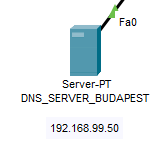 Fa0
Server-PT
DNS_SERVER_BUDAPEST
192.168.99.50